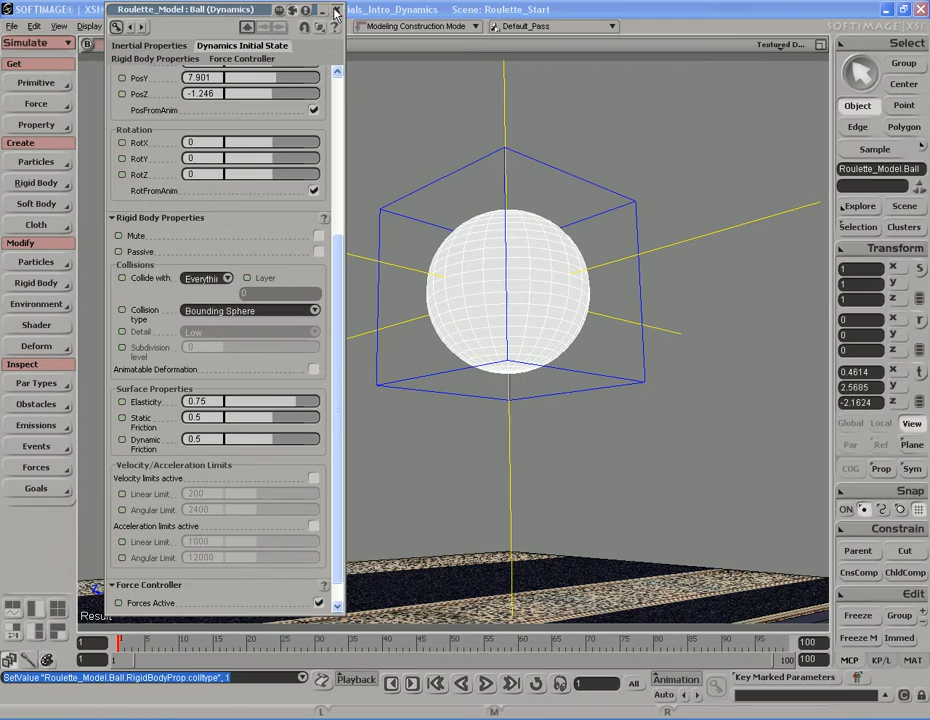 SOFTIMAGE® | XSI
Roulette_Model : Ball (Dynamics)
ials_Intro_Dynamics Scene: Roulette_Start
File Edit View
Modeling Construction Mode
Default_Pass
SOFTIMAGE|XSI
Simulate
Get
Primitive
Force
Property
Create
Particles
Rigid Body
Soft Body
Cloth
Modify
Particles
Rigid Body
Environment
Shader
Deform
Inspect
Par Types
Obstacles
Emissions
Events
Forces
Goals
B
Inertial Properties Dynamics Initial State
Rigid Body Properties Force Controller
PosY 7.901
PosZ -1.246
PosFromAnim
Rotation
RotX 0
RotY 0
RotZ 0
RotFromAnim
Rigid Body Properties ?
Mute
Passive
Collisions
Collide with Everythi Layer
0
Collision type Bounding Sphere
Detail Low
Subdivision level 0
Animatable Deformation
Surface Properties
Elasticity 0.75
Static Friction 0.5
Dynamic Friction 0.5
Velocity/Acceleration Limits
Velocity limits active
Linear Limit 200
Angular Limit 2400
Acceleration limits active
Linear Limit 1000
Angular Limit 12000
Force Controller ?
Forces Active
Textured D...
Result
Select
Group
Center
Object Point
Edge Polygon
Sample
Roulette_Model.Ball
Explore Scene
Selection Clusters
Transform
1 x S
1 y
1 z
0 x r
0 y
0 z
0.4614 x t
2.5685 y
-2.1624 z
Global Local View
Par Ref Plane
COG Prop Sym
Snap
ON
Constrain
Parent Cut
CnsComp ChldComp
Edit
Freeze Group
Freeze M Immed
MCP KP/L MAT
1 1 5 10 15 20 25 30 35 40 45 50 55 60 65 70 75 80 85 90 95 100
1 1 100 100
SetValue "Roulette_Model.Ball.RigidBodyProp.colltype", 1
Playback 1 All
Animation
Auto
Key Marked Parameters
L M R